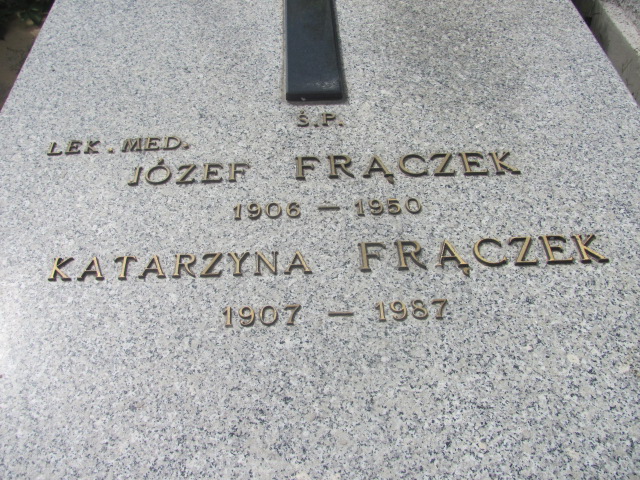 Ś.P.
LEK. MED.
JÓZEF FRĄCZEK
1906 – 1950
KATARZYNA FRĄCZEK
1907 – 1987